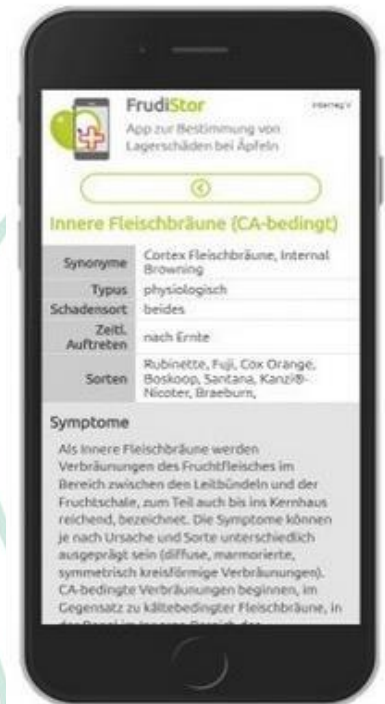 FrudiStor
Interreg V
App zur Bestimmung von
Lagerschäden bei Äpfeln
Innere Fleischbräune (CA-bedingt)
Synonyme Cortex Fleischbräune, Internal Browning
Typus physiologisch
Schadensort beides
Zeitl. Auftreten nach Ernte
Sorten Rubinette, Fuji, Cox Orange, Boskoop, Santana, Kanzi®-Nicoter, Braeburn,
Symptome
Als Innere Fleischbräune werden
Verbräunungen des Fruchtfleisches im
Bereich zwischen den Leitbündeln und der
Fruchtschale, zum Teil auch bis ins Kernhaus
reichend, bezeichnet. Die Symptome können
je nach Ursache und Sorte unterschiedlich
ausgeprägt sein (diffuse, marmorierte,
symmetrisch kreisförmige Verbräunungen).
CA-bedingte Verbräunungen beginnen, im
Gegensatz zu kältebedingter Fleischbräune, in